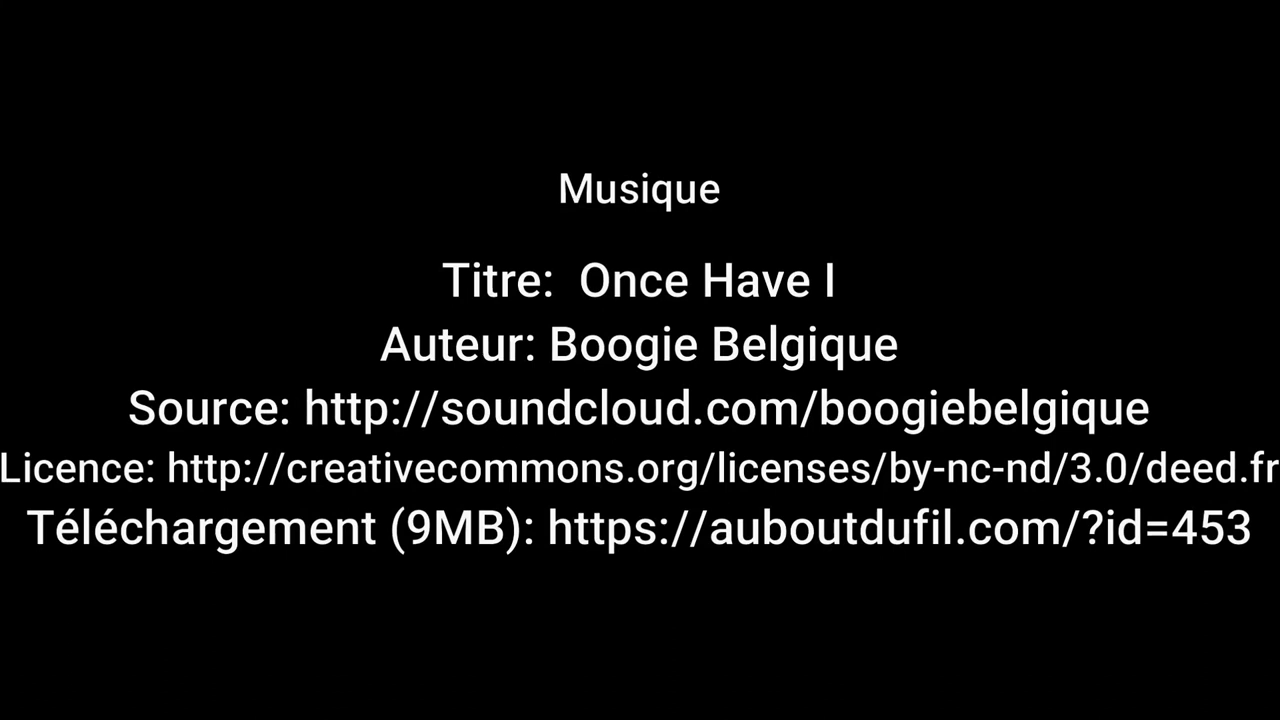 Musique
Titre:  Once Have I
Auteur: Boogie Belgique
Source: http://soundcloud.com/boogiebelgique
Licence: http://creativecommons.org/licenses/by-nc-nd/3.0/deed.fr
Téléchargement (9MB): https://auboutdufil.com/?id=453